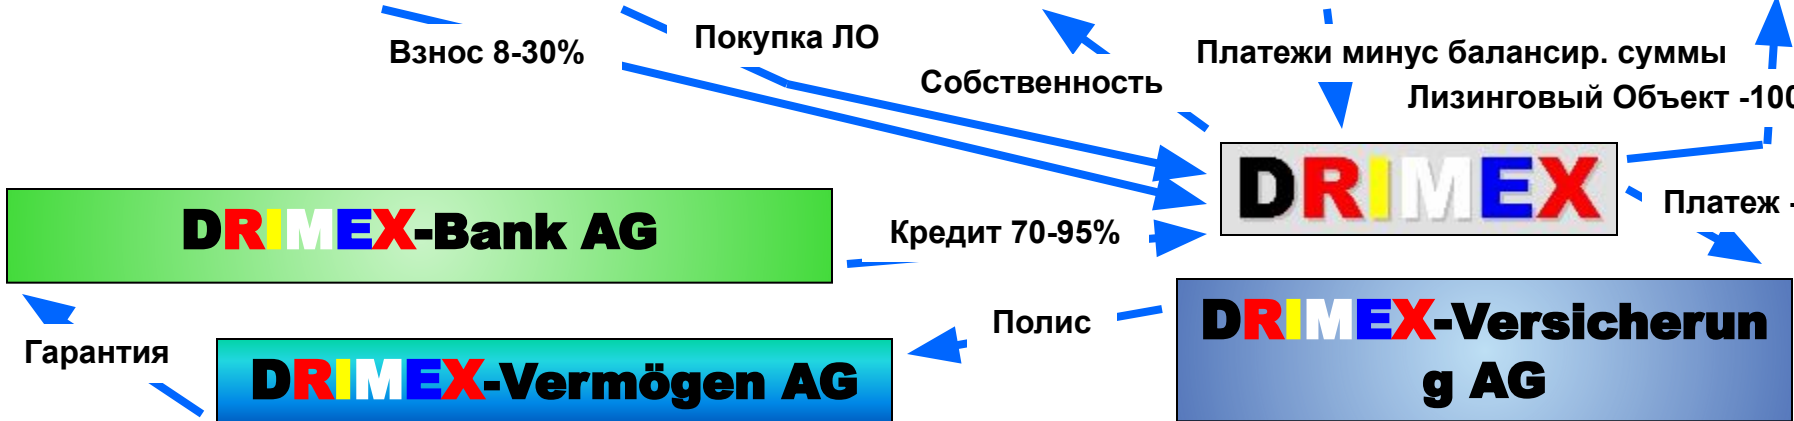 Взнос 8-30%
Покупка ЛО
Собственность
Платежи минус балансир. суммы
Лизинговый Объект -100
DRIMEX
Платеж -
DRIMEX-Bank AG
Кредит 70-95%
Полис
DRIMEX-Versicherun
g AG
Гарантия
DRIMEX-Vermögen AG